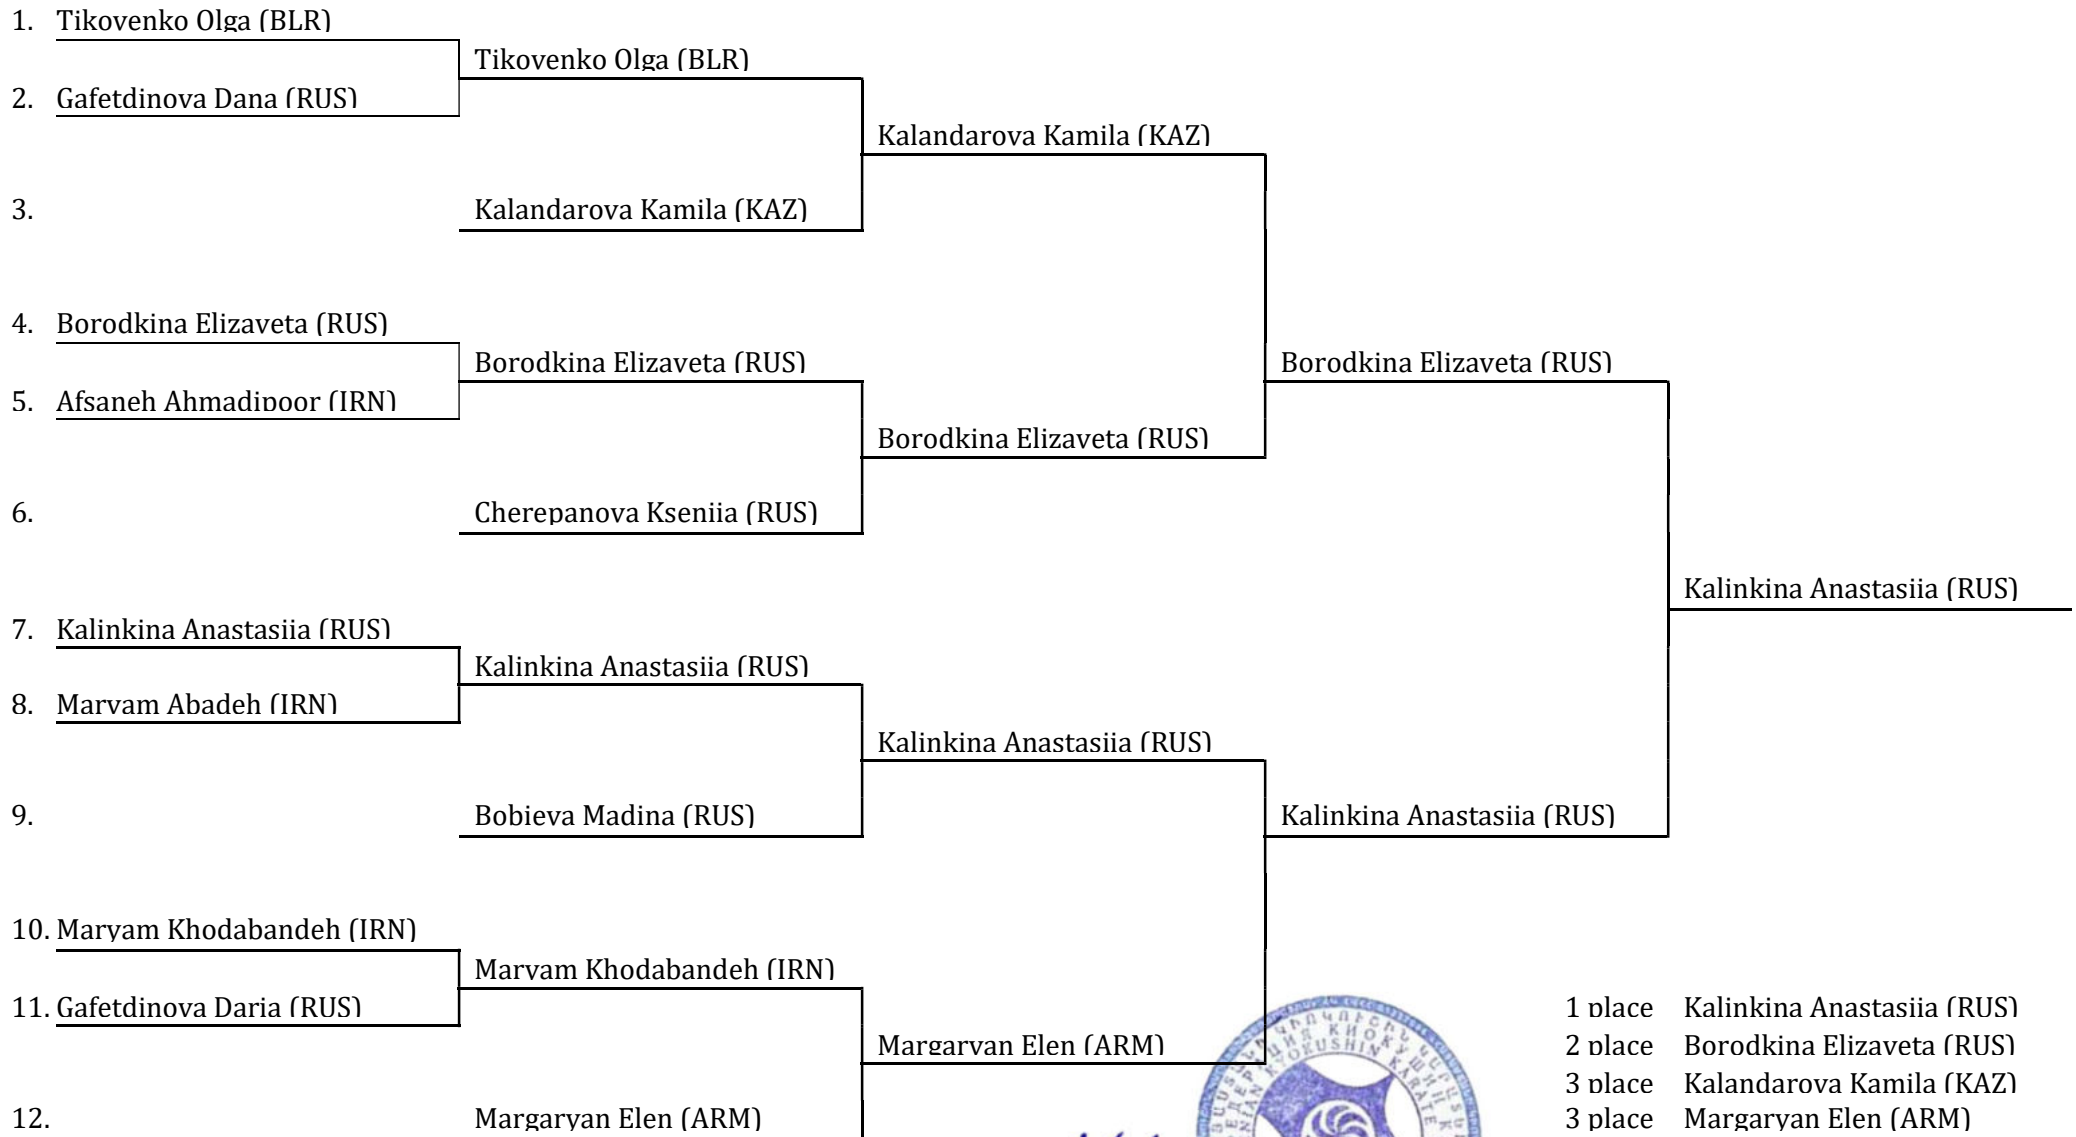 1. Tikovenko Olga (BLR)
Tikovenko Olga (BLR)
2. Gafetdinova Dana (RUS)
Kalandarova Kamila (KAZ)
3. Kalandarova Kamila (KAZ)
4. Borodkina Elizaveta (RUS)
Borodkina Elizaveta (RUS) Borodkina Elizaveta (RUS)
5. Afsaneh Ahmadipoor (IRN)
Borodkina Elizaveta (RUS)
6. Cherepanova Kseniia (RUS)
Kalinkina Anastasiia (RUS)
7. Kalinkina Anastasiia (RUS)
Kalinkina Anastasiia (RUS)
8. Maryam Abadeh (IRN)
Kalinkina Anastasiia (RUS)
9. Bobieva Madina (RUS) Kalinkina Anastasiia (RUS)
10. Maryam Khodabandeh (IRN)
Maryam Khodabandeh (IRN)
11. Gafetdinova Daria (RUS)
Margaryan Elen (ARM)
12. Margaryan Elen (ARM)
KYOKUSHIN KARATE
1 place Kalinkina Anastasiia (RUS)
2 place Borodkina Elizaveta (RUS)
3 place Kalandarova Kamila (KAZ)
3 place Margaryan Elen (ARM)